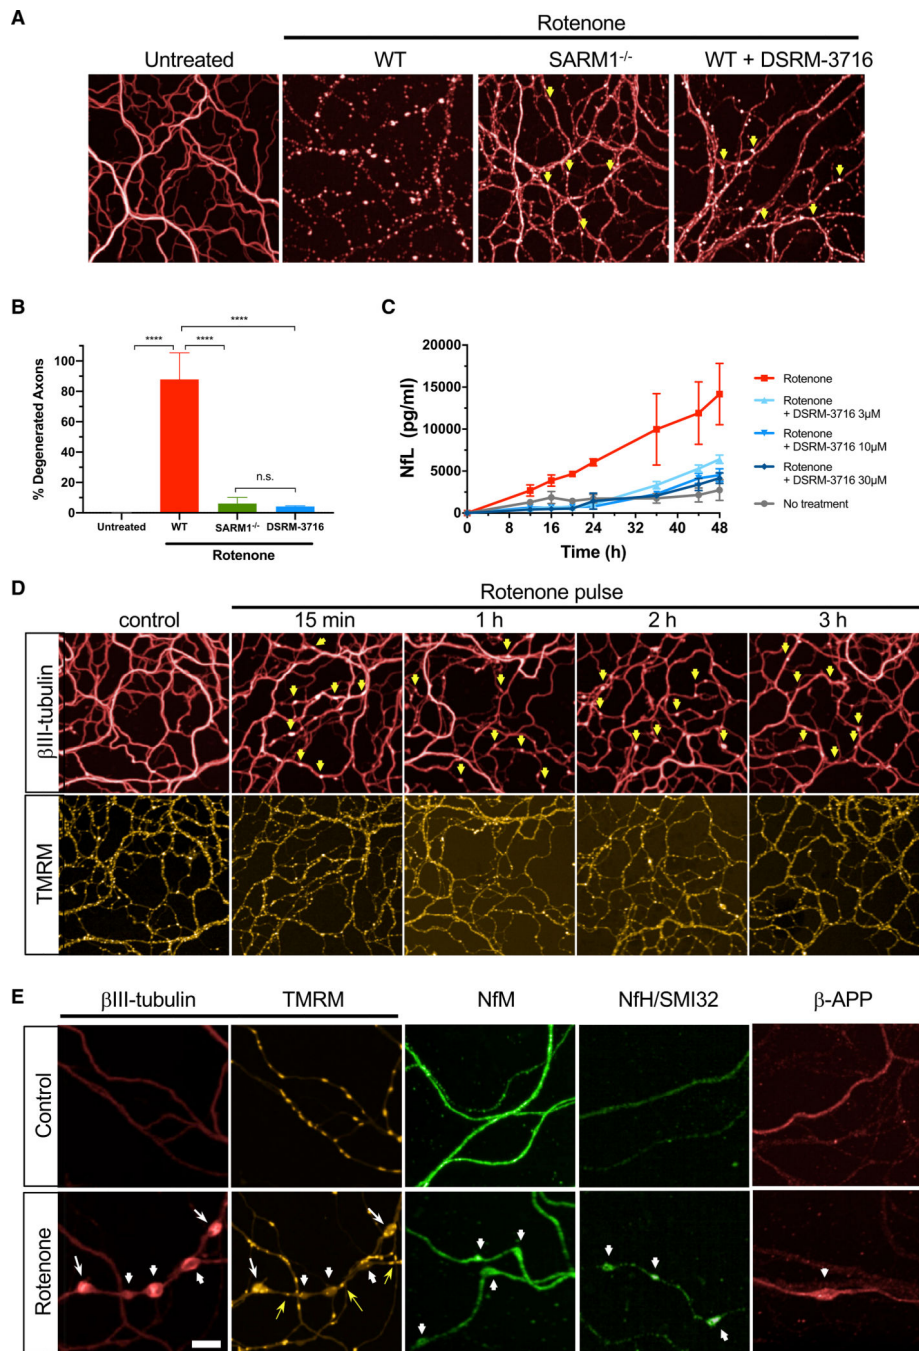 A
Rotenone
Untreated
WT
SARM1-/-
WT + DSRM-3716
B
% Degenerated Axons
100
80
60
40
20
0
****
****
****
n.s.
Untreated
WT
SARM1-/-
DSRM-3716
Rotenone
C
NfL (pg/ml)
20000
15000
10000
5000
0
0 8 16 24 32 40 48
Time (h)
Rotenone
Rotenone
+ DSRM-3716 3µM
Rotenone
+ DSRM-3716 10µM
Rotenone
+ DSRM-3716 30µM
No treatment
D
Rotenone pulse
control
15 min
1 h
2 h
3 h
βIII-tubulin
TMRM
E
βIII-tubulin
TMRM
NfM
NfH/SMI32
β-APP
Control
Rotenone